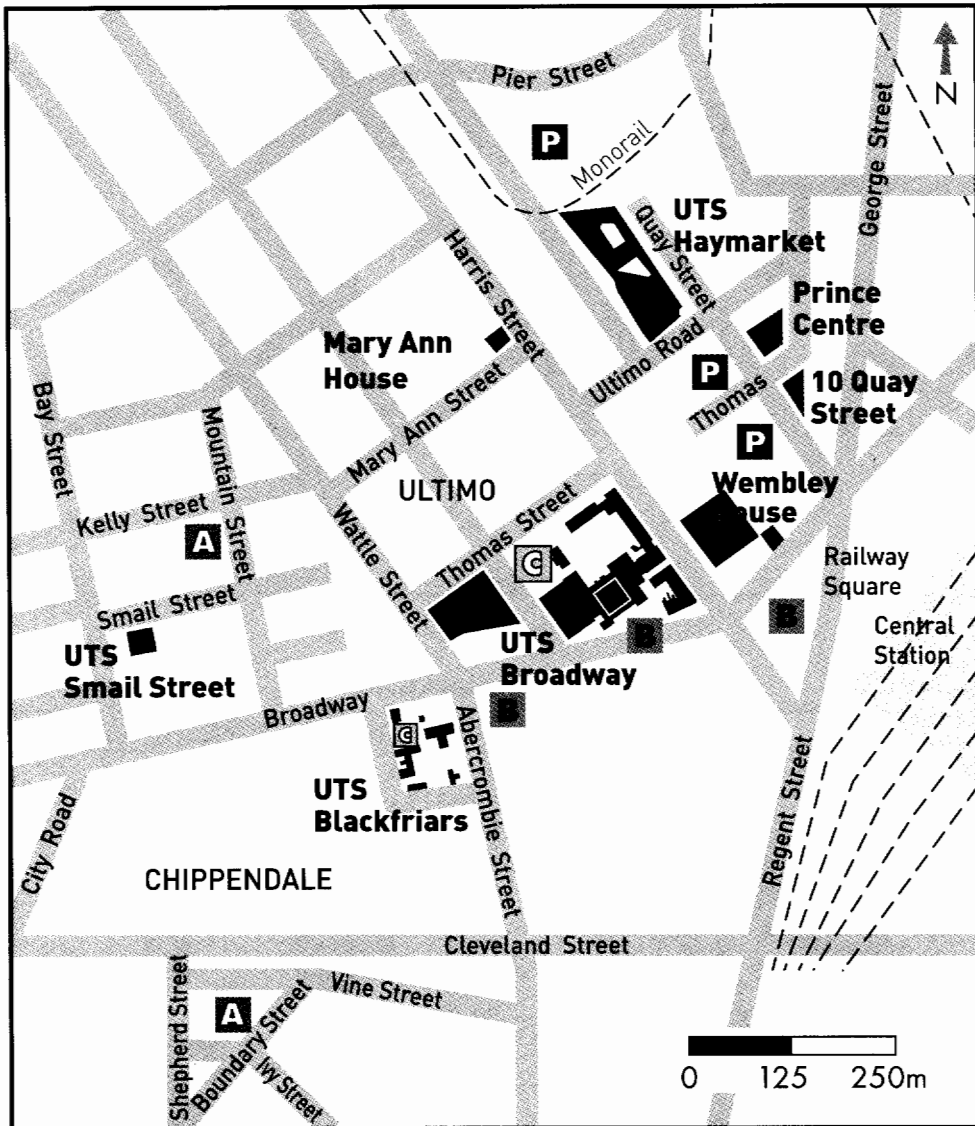 Pier Street
N
P
Monorail
George Street
UTS
Haymarket
Quay Street
Harris Street
Prince
Centre
Mary Ann
House
Ultimo Road
P
Thomas
10 Quay
Street
Bay Street
Mountain Street
Mary Ann Street
P
ULTIMO
Wembley
ouse
Kelly Street
A
Wattle Street
Thomas Street
C
Railway
Square
Smail Street
B
B
Central
Station
UTS
Smail Street
UTS
Broadway
Broadway
B
C
Abercrombie Street
UTS
Blackfriars
City Road
Regent Street
CHIPPENDALE
Cleveland Street
Shepherd Street
Vine Street
A
Boundary Street
Ivy Street
0 125 250m